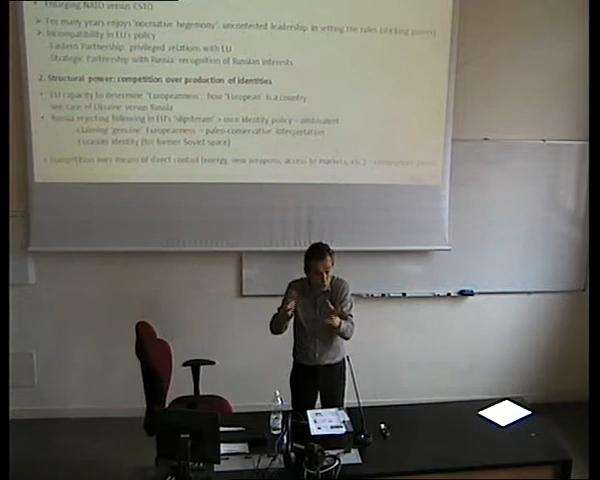 Enlarging NATO versus CSTO
For many years enjoys 'normative hegemony': uncontested leadership in setting the rules (sticking power)
Incompatibility in EU's policy
Eastern Partnership: privileged relations with EU
Strategic Partnership with Russia: recognition of Russian interests
2. Structural power: competition over production of identities
EU capacity to determine "Europeanness": how "European" is a country
see case of Ukraine versus Russia
Russia rejecting following in EU's 'slipstream' > own identity policy - ambivalent
claiming 'genuine' Europeanness - paleo-conservative interpretation
Eurasian identity (for former Soviet space)
Competition over means of direct control (energy, new weapons, access to markets, etc.)